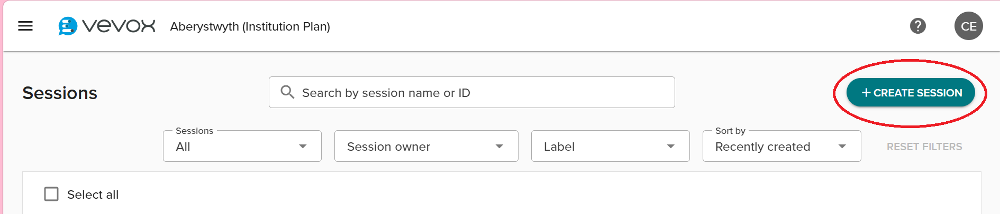 vevox Aberystwyth (Institution Plan) CE
Sessions
Search by session name or ID
+ CREATE SESSION
Sessions
All
Session owner
Label
Sort by
Recently created
RESET FILTERS
Select all